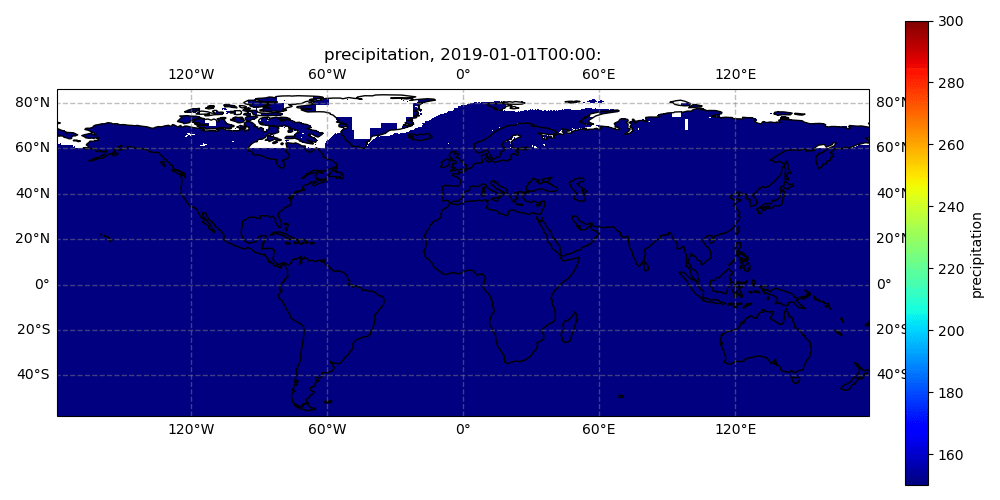 precipitation, 2019-01-01T00:00:
120°W 60°W 0° 60°E 120°E
80°N 80°N
60°N 60°N
40°N 40°N
20°N 20°N
0° 0°
20°S 20°S
40°S 40°S
120°W 60°W 0° 60°E 120°E
300
280
260
240
220
200
180
160
precipitation